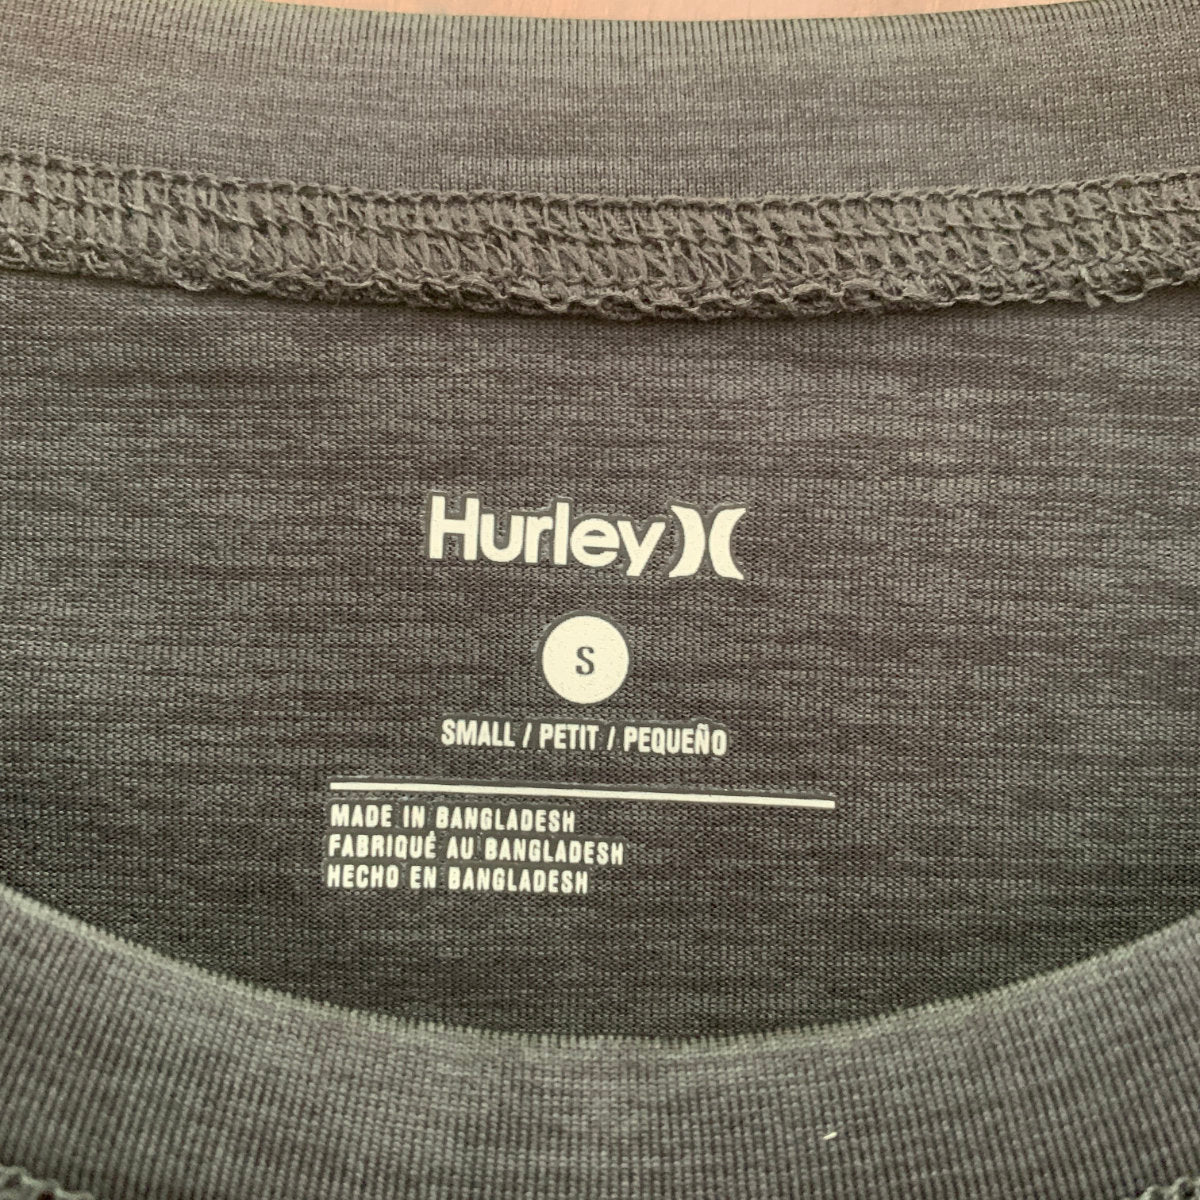 Hurley
S
SMALL / PETIT / PEQUEÑO
MADE IN BANGLADESH
FABRIQUÉ AU BANGLADESH
HECHO EN BANGLADESH